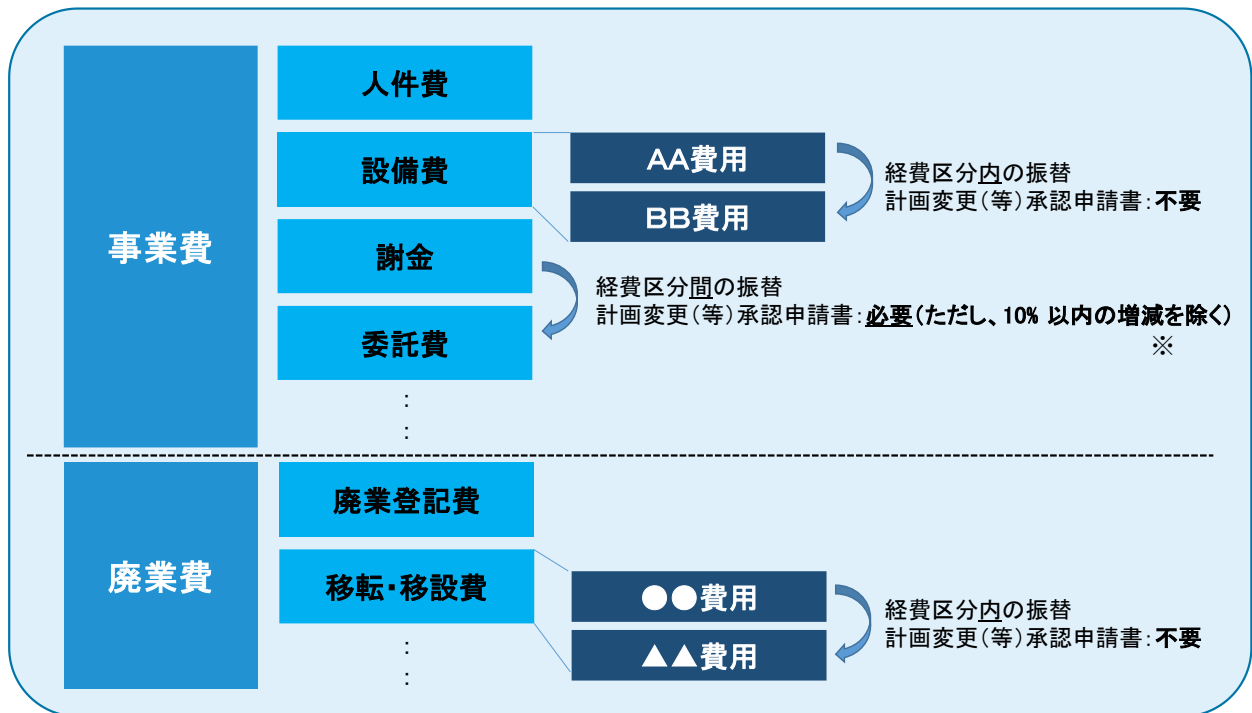 事業費
人件費
設備費
AA費用
BB費用
経費区分内の振替
計画変更(等)承認申請書:不要
謝金
委託費
経費区分間の振替
計画変更(等)承認申請書:必要(ただし、10% 以内の増減を除く)
※
:
:
廃業費
廃業登記費
移転・移設費
●●費用
▲▲費用
経費区分内の振替
計画変更(等)承認申請書:不要
:
: